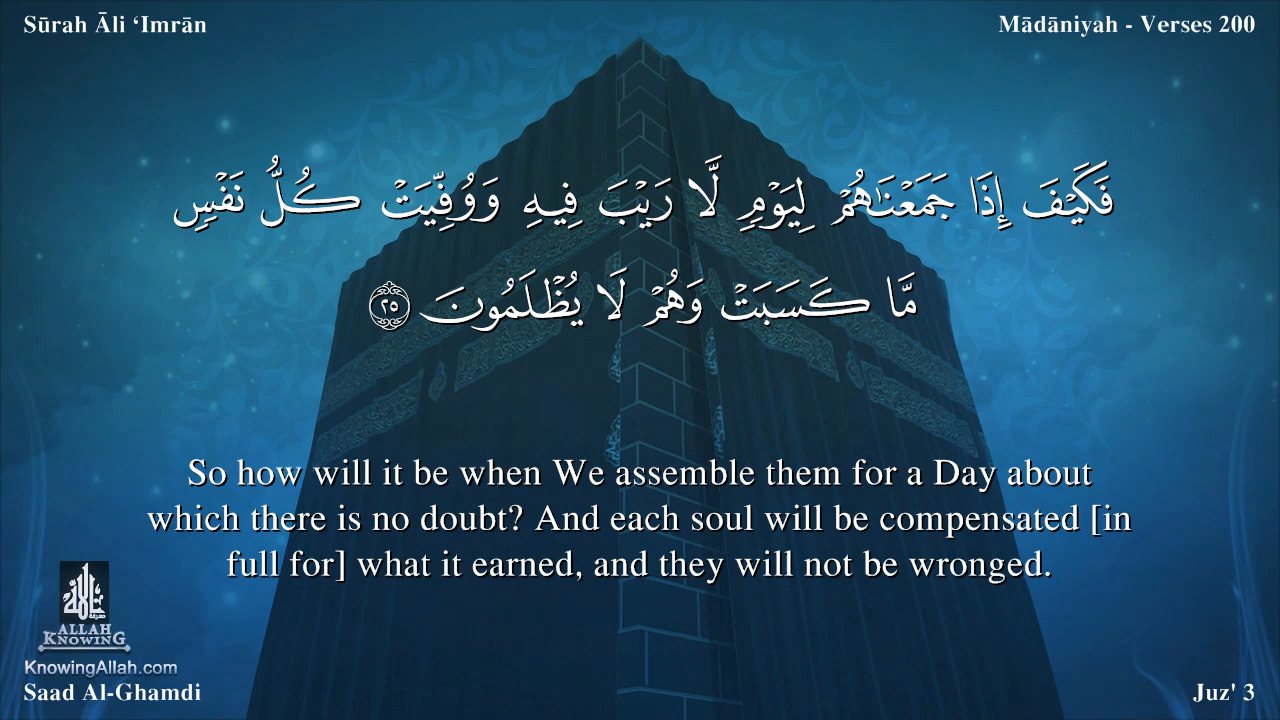 Sūrah Āli ‘Imrān
Mādāniyah - Verses 200
فَكَيْفَ إِذَا جَمَعْنَٰهُمْ لِيَوْمٍ لَّا رَيْبَ فِيهِ وَوُفِّيَتْ كُلُّ نَفْسٍ
مَّا كَسَبَتْ وَهُمْ لَا يُظْلَمُونَ ٢٥
So how will it be when We assemble them for a Day about
which there is no doubt? And each soul will be compensated [in
full for] what it earned, and they will not be wronged.
ALLAH
KNOWING
KnowingAllah.com
Saad Al-Ghamdi
Juz' 3